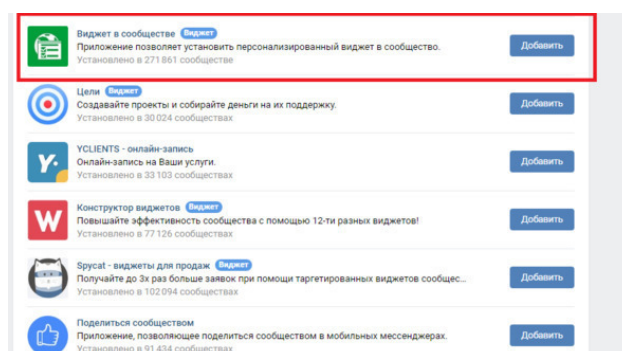 Виджет в сообществе Виджет
Приложение позволяет установить персонализированный виджет в сообщество.
Установлено в 271 861 сообществе
Добавить
Цели Виджет
Создавайте проекты и собирайте деньги на их поддержку.
Установлено в 30 024 сообществах
Добавить
Y.
YCLIENTS - онлайн-запись
Онлайн-запись на Ваши услуги.
Установлено в 33 103 сообществах
Добавить
W
Конструктор виджетов Виджет
Повышайте эффективность сообщества с помощью 12-ти разных виджетов!
Установлено в 77 126 сообществах
Добавить
Spycat - виджеты для продаж Виджет
Получайте до 3х раз больше заявок при помощи таргетированных виджетов сообщес...
Установлено в 102 094 сообществах
Добавить
Поделиться сообществом
Приложение, позволяющее поделиться сообществом в мобильных мессенджерах.
Установлено в 91 434 сообществах
Добавить